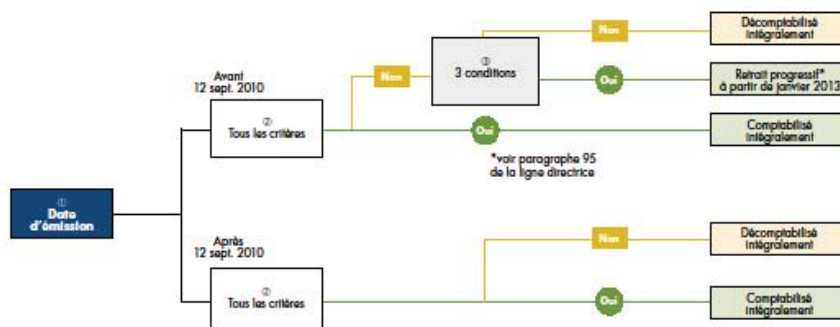 ①
Date
d'émission
Avant
12 sept. 2010
②
Tous les critères
Non
③
3 conditions
Non
Décomptabilisé
intégralement
Oui
Retrait progressif*
à partir de janvier 2013
Oui
Comptabilisé
intégralement
*voir paragraphe 95
de la ligne directrice
Après
12 sept. 2010
②
Tous les critères
Non
Décomptabilisé
intégralement
Oui
Comptabilisé
intégralement